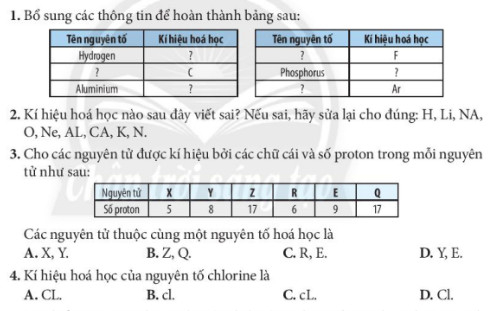 1. Bổ sung các thông tin để hoàn thành bảng sau:
Tên nguyên tố Kí hiệu hoá học Tên nguyên tố Kí hiệu hoá học
Hydrogen ? ? F
? C Phosphorus ?
Aluminium ? ? Ar
2. Kí hiệu hoá học nào sau đây viết sai? Nếu sai, hãy sửa lại cho đúng: H, Li, NA,
O, Ne, AL, CA, K, N.
3. Cho các nguyên tử được kí hiệu bởi các chữ cái và số proton trong mỗi nguyên
tử như sau:
Chân trời sáng tạo
Nguyên tử X Y Z R E Q
Số proton 5 8 17 6 9 17
Các nguyên tử thuộc cùng một nguyên tố hoá học là
A. X, Y. B. Z, Q. C. R, E. D. Y, E.
4. Kí hiệu hoá học của nguyên tố chlorine là
A. CL. B. cl. C. cL. D. Cl.